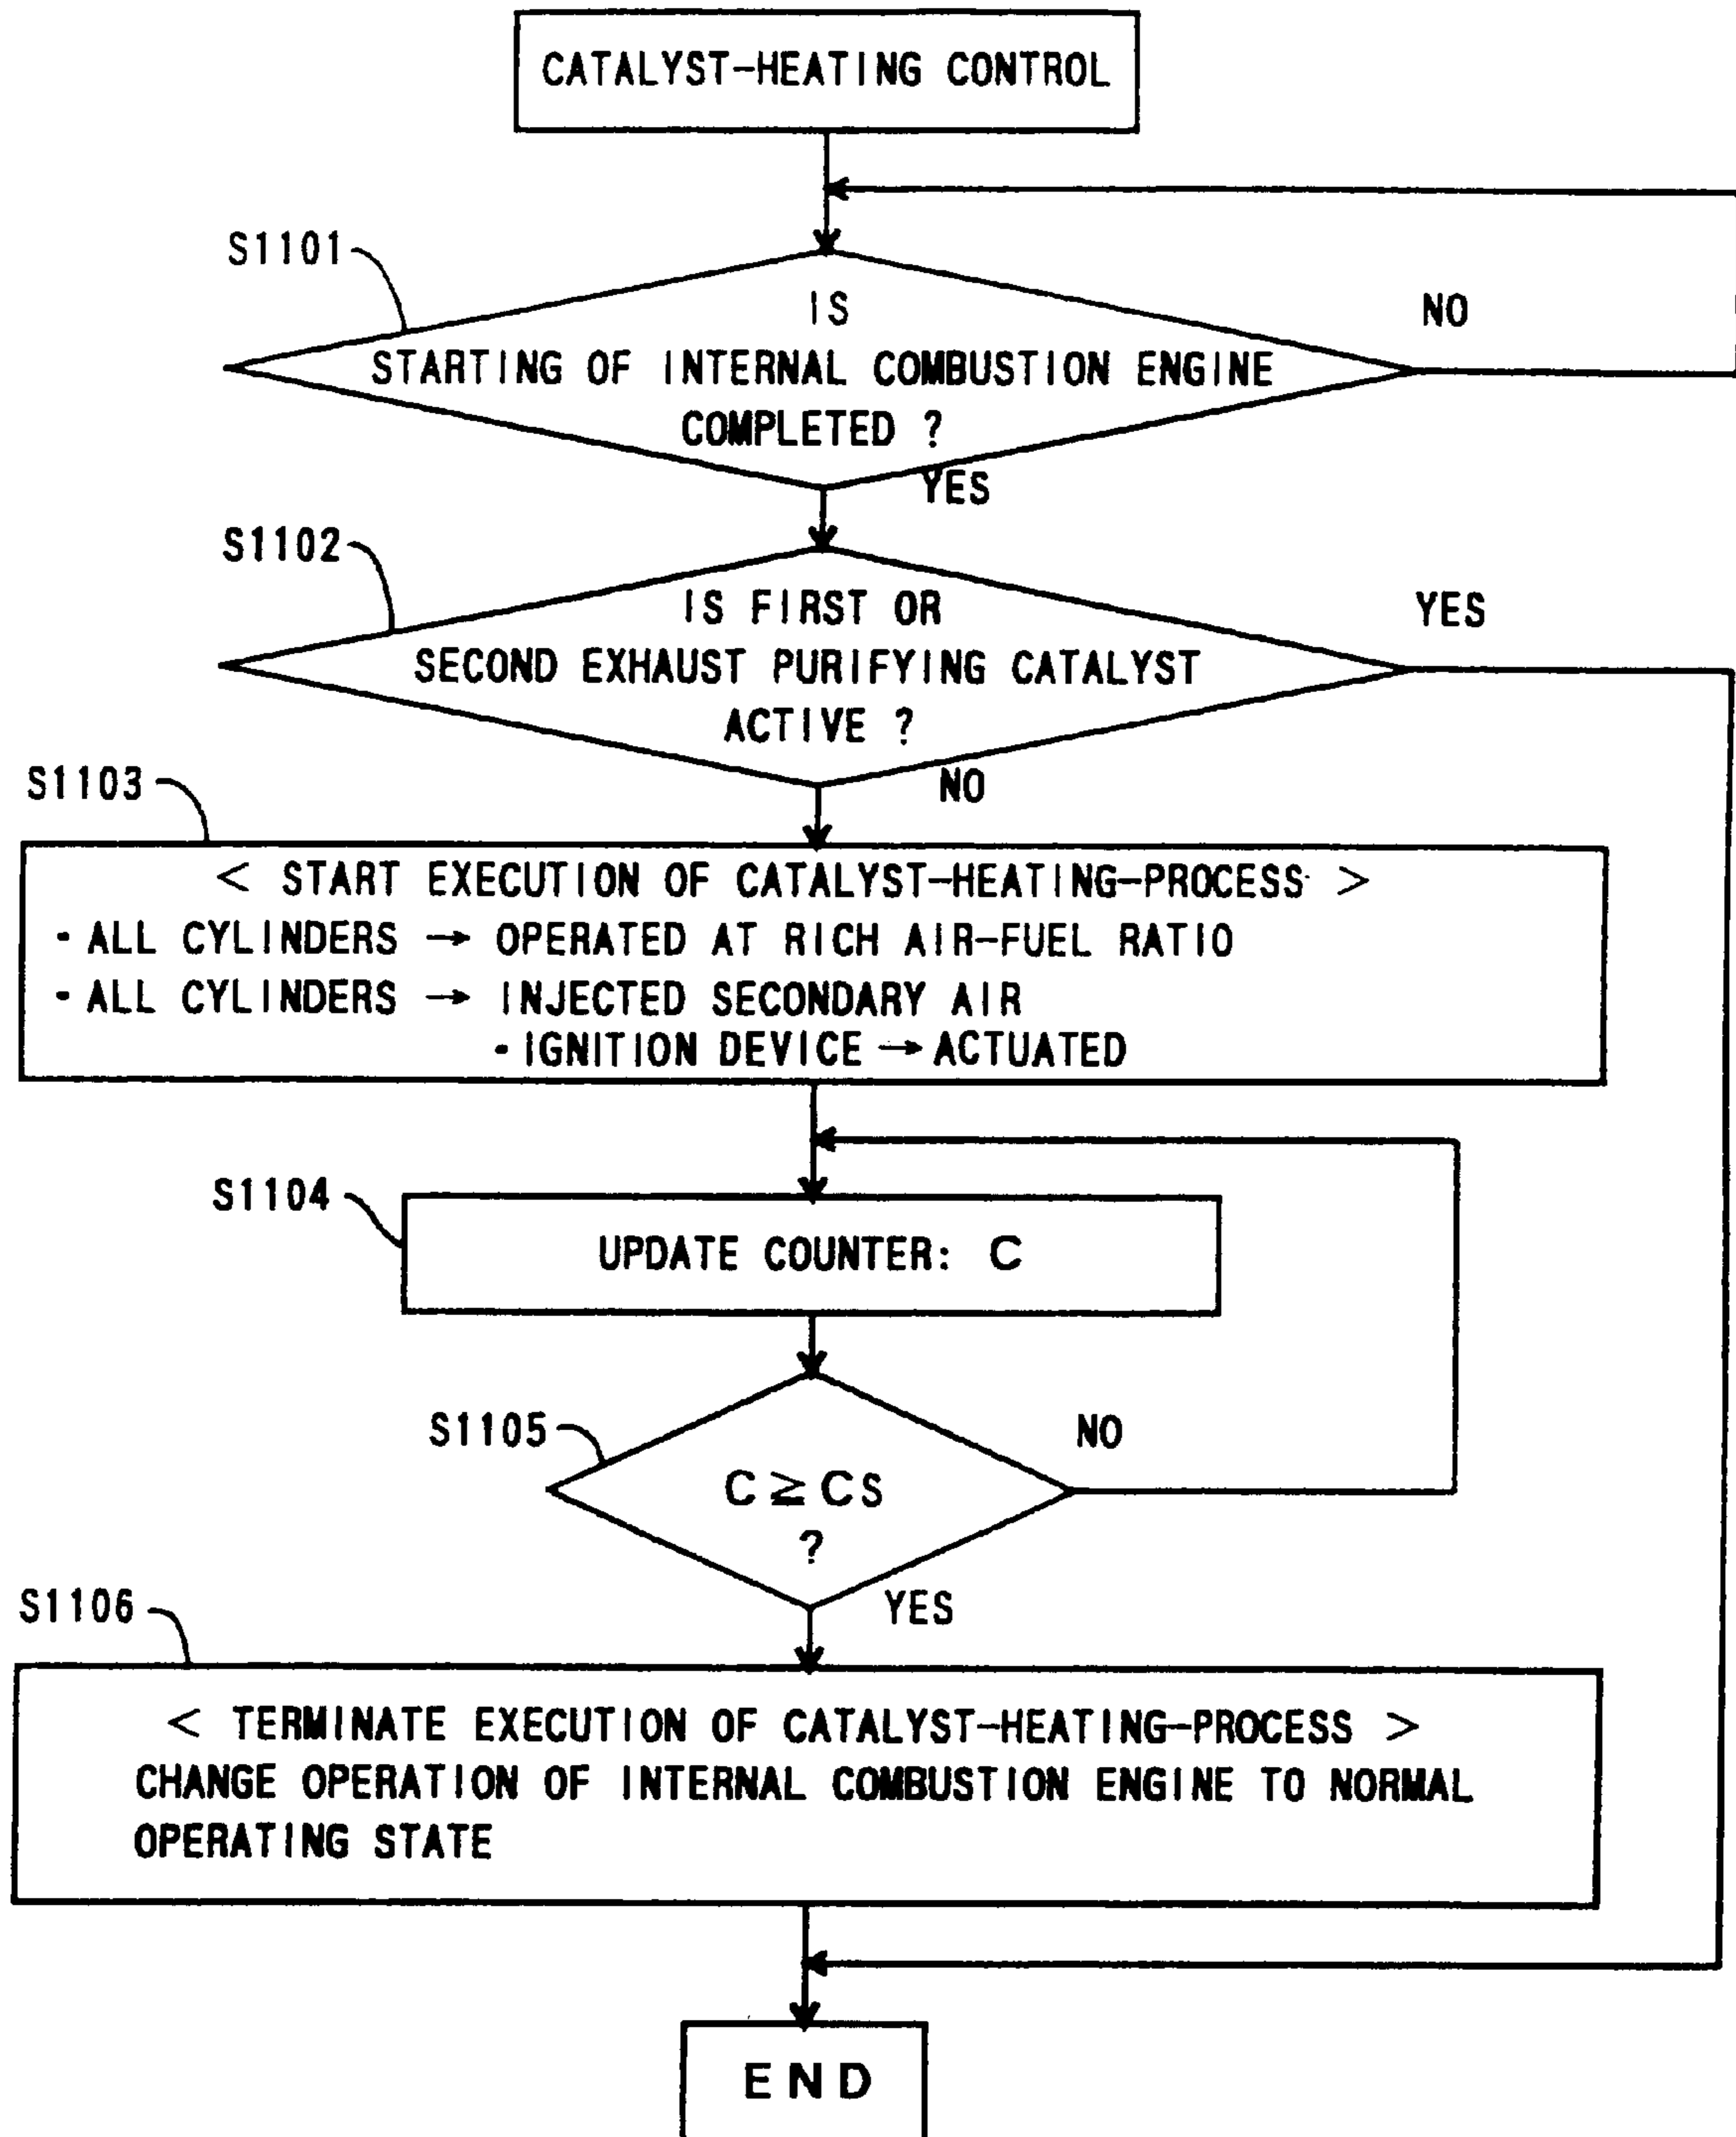 CATALYST-HEATING CONTROL
S1101
IS
STARTING OF INTERNAL COMBUSTION ENGINE
COMPLETED ?
NO
YES
S1102
IS FIRST OR
SECOND EXHAUST PURIFYING CATALYST
ACTIVE ?
YES
NO
S1103
< START EXECUTION OF CATALYST-HEATING-PROCESS >
- ALL CYLINDERS → OPERATED AT RICH AIR-FUEL RATIO
- ALL CYLINDERS → INJECTED SECONDARY AIR
- IGNITION DEVICE → ACTUATED
S1104
UPDATE COUNTER: C
S1105
C ≧ CS
?
NO
YES
S1106
< TERMINATE EXECUTION OF CATALYST-HEATING-PROCESS >
CHANGE OPERATION OF INTERNAL COMBUSTION ENGINE TO NORMAL
OPERATING STATE
END